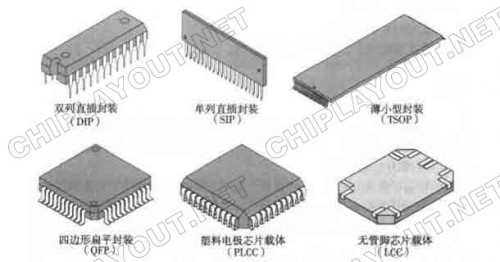 双列直插封装
(DIP)
单列直插封装
(SIP)
薄小型封装
(TSOP)
四边形扁平封装
(QFP)
塑料电极芯片载体
(PLCC)
无管脚芯片载体
(LCC)
CHIPLAYOUT.NET
CHIPLAYOUT.NET
CHIPLAYOUT.NET